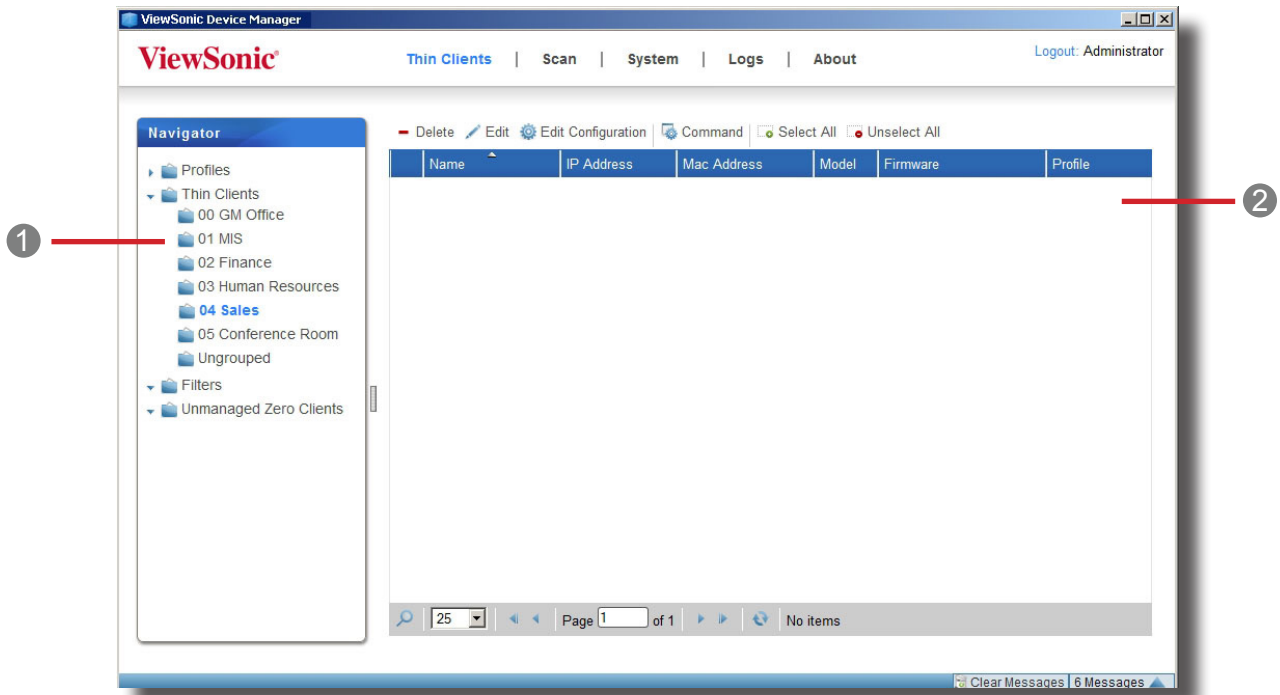 ViewSonic Device Manager
ViewSonic®
Thin Clients | Scan | System | Logs | About
Logout: Administrator
Navigator
Profiles
Thin Clients
00 GM Office
01 MIS
02 Finance
03 Human Resources
04 Sales
05 Conference Room
Ungrouped
Filters
Unmanaged Zero Clients
Delete Edit Edit Configuration Command Select All Unselect All
Name IP Address Mac Address Model Firmware Profile
25 Page 1 of 1 No items
Clear Messages 6 Messages
1
2